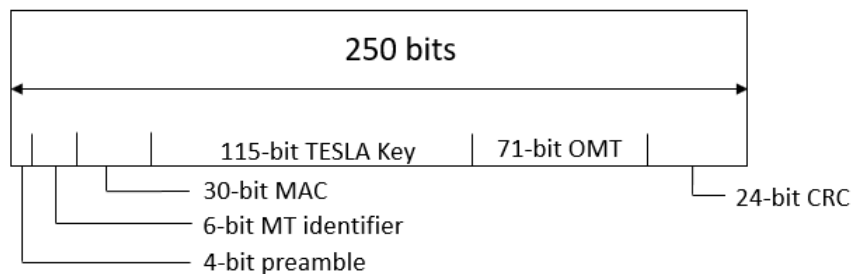 250 bits
115-bit TESLA Key
71-bit OMT
30-bit MAC
24-bit CRC
6-bit MT identifier
4-bit preamble